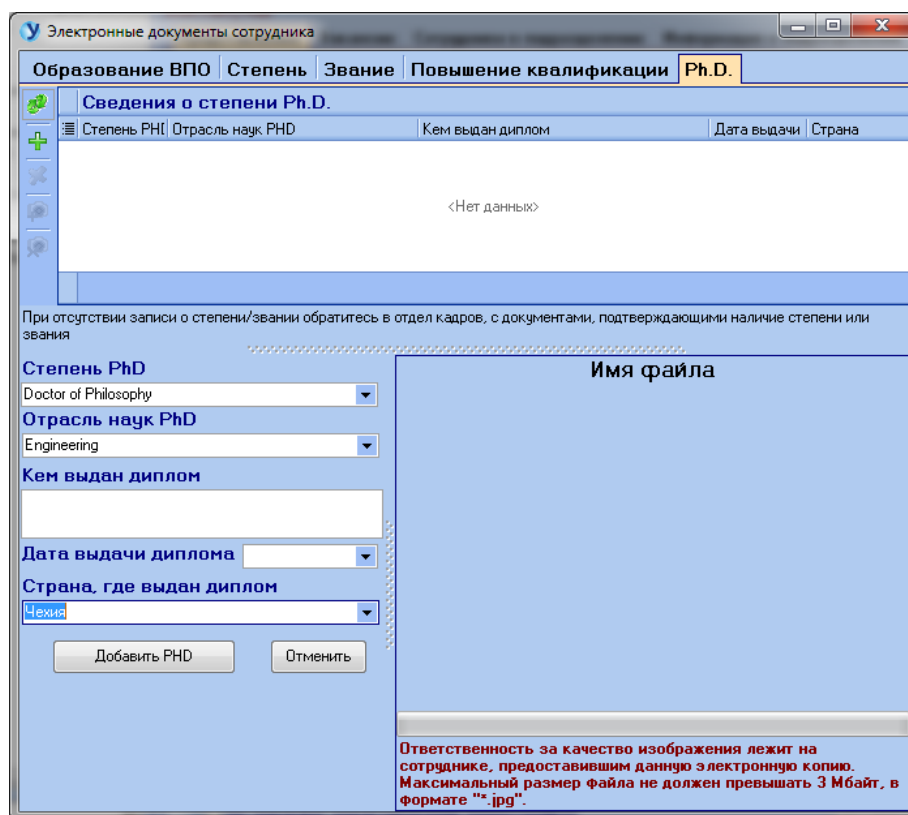 Электронные документы сотрудника
Образование ВПО Степень Звание Повышение квалификации Ph.D.
Сведения о степени Ph.D.
Степень PHD Отрасль наук PHD Кем выдан диплом Дата выдачи Страна
<Нет данных>
При отсутствии записи о степени/звании обратитесь в отдел кадров, с документами, подтверждающими наличие степени или
звания
Степень PhD
Doctor of Philosophy
Отрасль наук PhD
Engineering
Кем выдан диплом
Дата выдачи диплома
Страна, где выдан диплом
Чехия
Добавить PHD Отменить
Имя файла
Ответственность за качество изображения лежит на
сотруднике, предоставившим данную электронную копию.
Максимальный размер файла не должен превышать 3 Мбайт, в
формате "*.jpg".